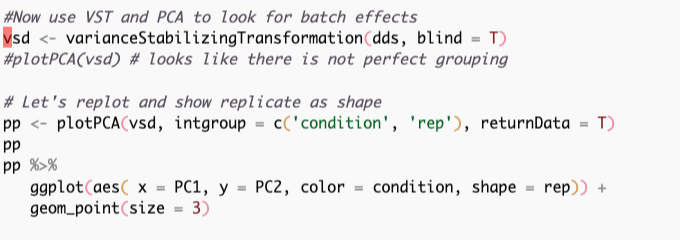 #Now use VST and PCA to look for batch effects
vsd <- varianceStabilizingTransformation(dds, blind = T)
#plotPCA(vsd) # looks like there is not perfect grouping
# Let's replot and show replicate as shape
pp <- plotPCA(vsd, intgroup = c('condition', 'rep'), returnData = T)
pp
pp %>%
ggplot(aes( x = PC1, y = PC2, color = condition, shape = rep)) +
geom_point(size = 3)